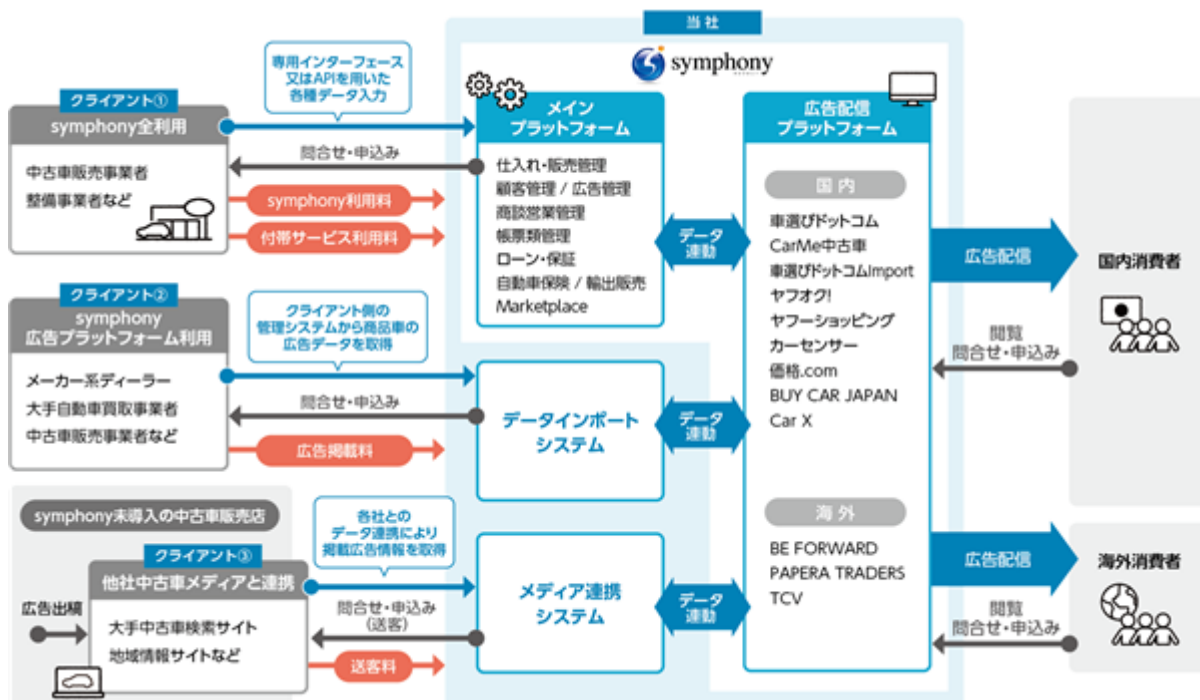 当社
symphony
専用インターフェース
又はAPIを用いた
各種データ入力
クライアント①
symphony全利用
中古車販売事業者
整備事業者など
問合せ・申込み
symphony利用料
付帯サービス利用料
メイン
プラットフォーム
仕入れ・販売管理
顧客管理 / 広告管理
商談営業管理
帳票類管理
ローン・保証
自動車保険 / 輸出販売
Marketplace
データ
連動
広告配信
プラットフォーム
国内
車選びドットコム
CarMe中古車
車選びドットコムImport
ヤフオク!
ヤフーショッピング
カーセンサー
価格.com
BUY CAR JAPAN
Car X
海外
BE FORWARD
PAPERA TRADERS
TCV
広告配信
国内消費者
閲覧
問合せ・申込み
クライアント②
symphony
広告プラットフォーム利用
メーカー系ディーラー
大手自動車買取事業者
中古車販売事業者など
クライアント側の
管理システムから商品車の
広告データを取得
問合せ・申込み
広告掲載料
データインポート
システム
データ
連動
symphony未導入の中古車販売店
クライアント③
他社中古車メディアと連携
広告出稿
大手中古車検索サイト
地域情報サイトなど
各社との
データ連携により
掲載広告情報を取得
問合せ・申込み
(送客)
送客料
メディア連携
システム
データ
連動
広告配信
海外消費者
閲覧
問合せ・申込み